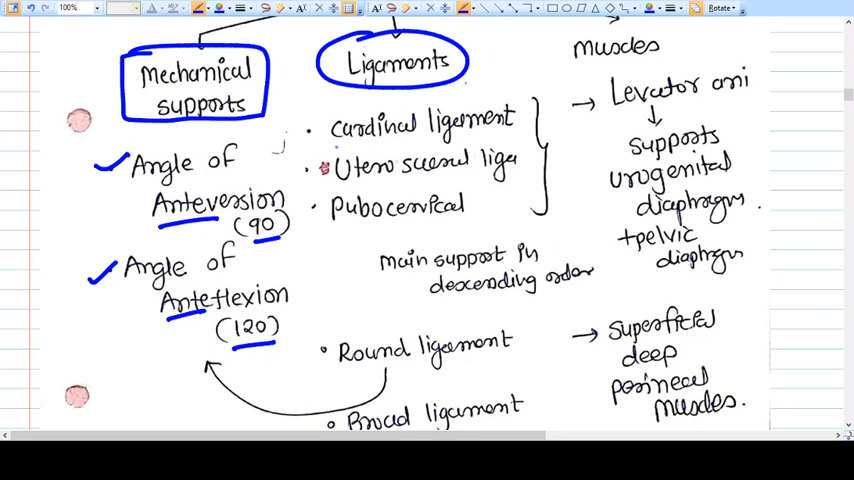 100%
Rotate
Mechanical
supports
Angle of
Anteversion
(90)
Angle of
Anteflexion
(120)
Ligaments
• Cardinal ligament
• Utero sacral liga
• Pubocervical
main support in
descending order
• Round ligament
• Broad ligament
muscles
→ Levator ani
↓
supports
urogenital
diaphragm.
+pelvic
diaphragm
→ superficial
deep
perineal
muscles.